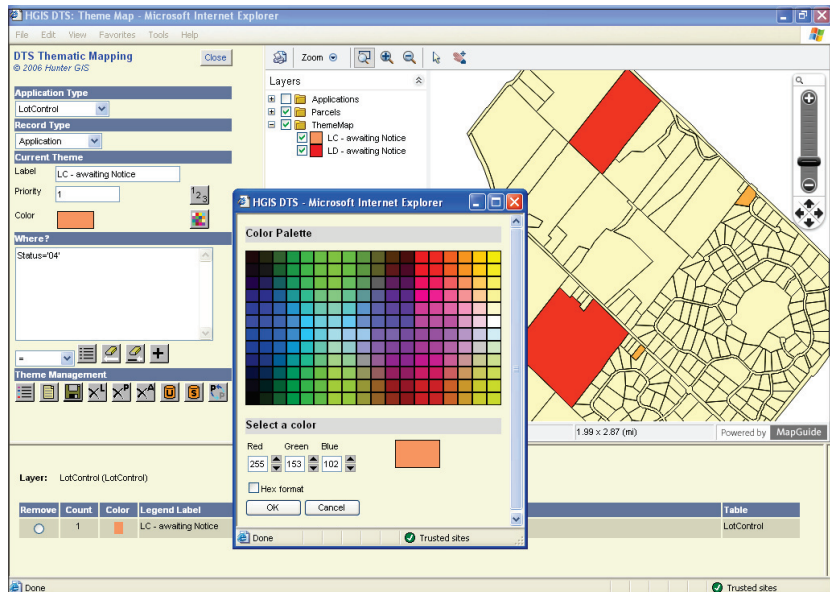 HGIS DTS: Theme Map - Microsoft Internet Explorer
File Edit View Favorites Tools Help
DTS Thematic Mapping
Close
© 2006 Hunter GIS
Application Type
LotControl
Record Type
Application
Current Theme
Label LC - awaiting Notice
Priority 1
123
Color
Where?
Status='04'
=
Theme Management
L P A U S P P
Zoom
Layers
Applications
Parcels
ThemeMap
LC - awaiting Notice
LD - awaiting Notice
HGIS DTS - Microsoft Internet Explorer
Color Palette
Select a color
Red Green Blue
255 153 102
Hex format
OK Cancel
Done Trusted sites
1.99 x 2.87 (mi) Powered by MapGuide
Layer: LotControl (LotControl)
Remove Count Color Legend Label Table
1 LC - awaiting Notice LotControl
Done Trusted sites